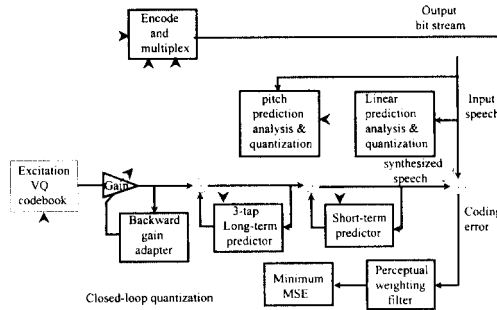 Encode
and
multiplex
Output
bit stream
pitch
prediction
analysis &
quantization
Linear
prediction
analysis &
quantization
Input
speech
synthesized
speech
Excitation
VQ
codebook
Gain
Backward
gain
adapter
3-tap
Long-term
predictor
Short-term
predictor
Coding
error
Closed-loop quantization
Minimum
MSE
Perceptual
weighting
filter